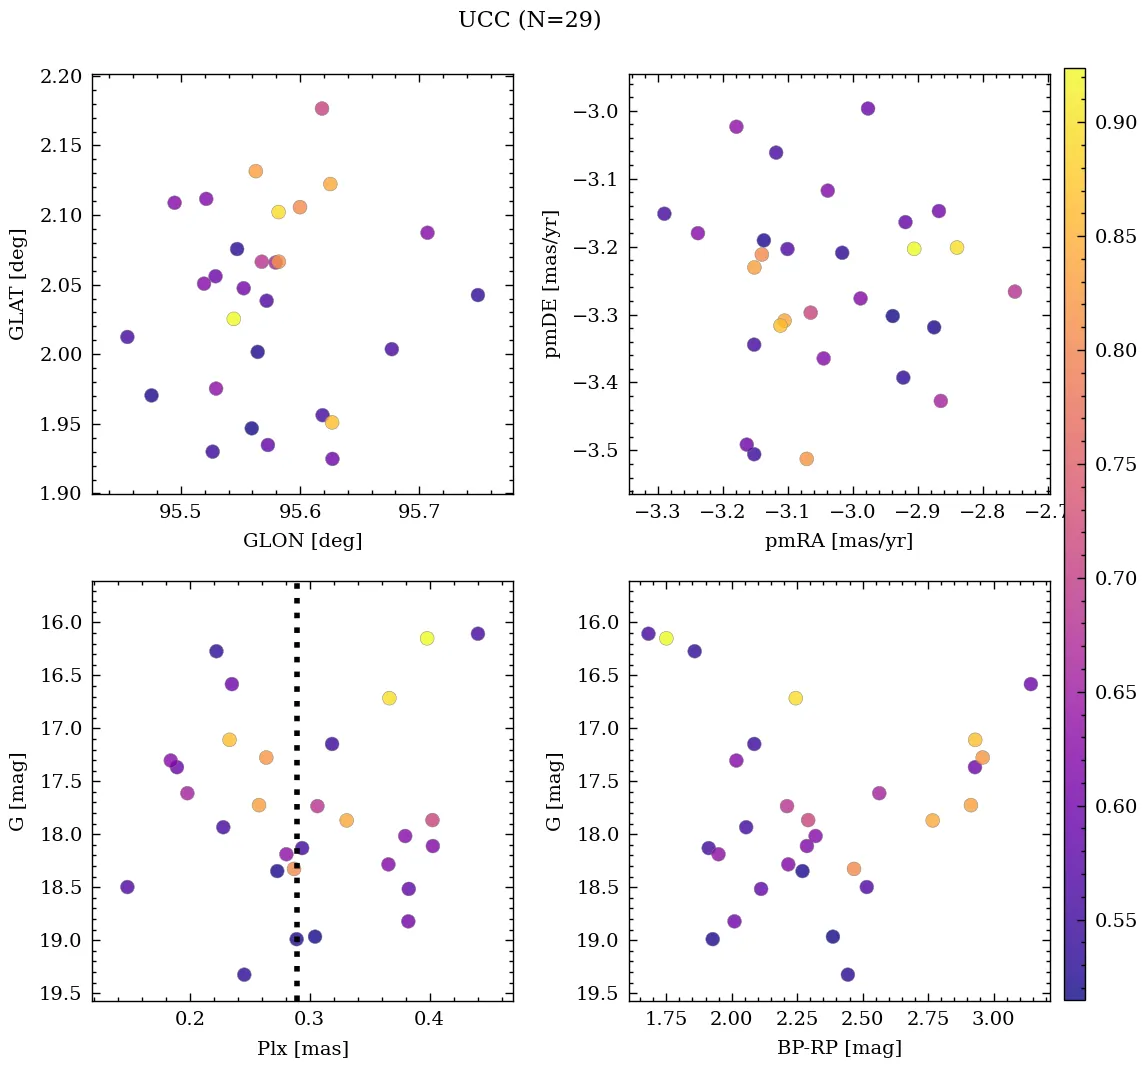 UCC (N=29)
2.20
2.15
2.10
2.05
2.00
1.95
1.90
GLAT [deg]
95.5 95.6 95.7
GLON [deg]
−3.0
−3.1
−3.2
−3.3
−3.4
−3.5
pmDE [mas/yr]
−3.3 −3.2 −3.1 −3.0 −2.9 −2.8 −2.7
pmRA [mas/yr]
16.0
16.5
17.0
17.5
18.0
18.5
19.0
19.5
G [mag]
0.2 0.3 0.4
Plx [mas]
16.0
16.5
17.0
17.5
18.0
18.5
19.0
19.5
G [mag]
1.75 2.00 2.25 2.50 2.75 3.00
BP-RP [mag]
0.90
0.85
0.80
0.75
0.70
0.65
0.60
0.55